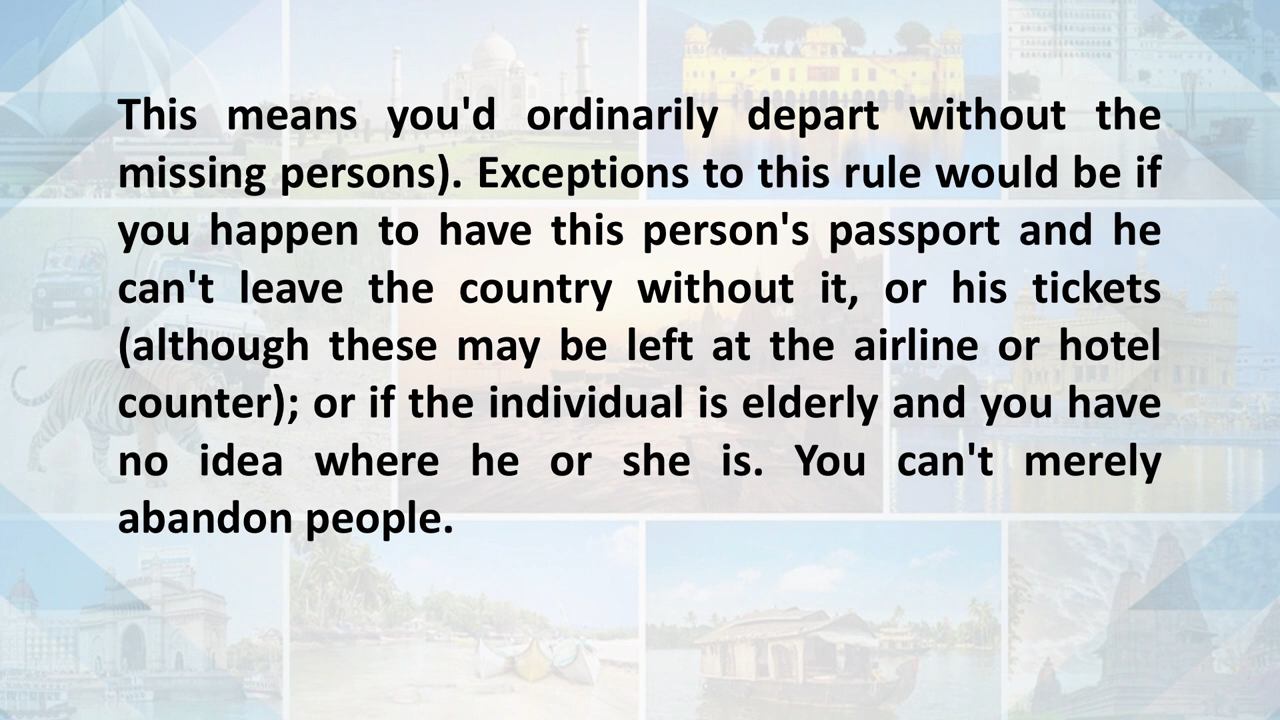 This means you'd ordinarily depart without the
missing persons). Exceptions to this rule would be if
you happen to have this person's passport and he
can't leave the country without it, or his tickets
(although these may be left at the airline or hotel
counter); or if the individual is elderly and you have
no idea where he or she is. You can't merely
abandon people.